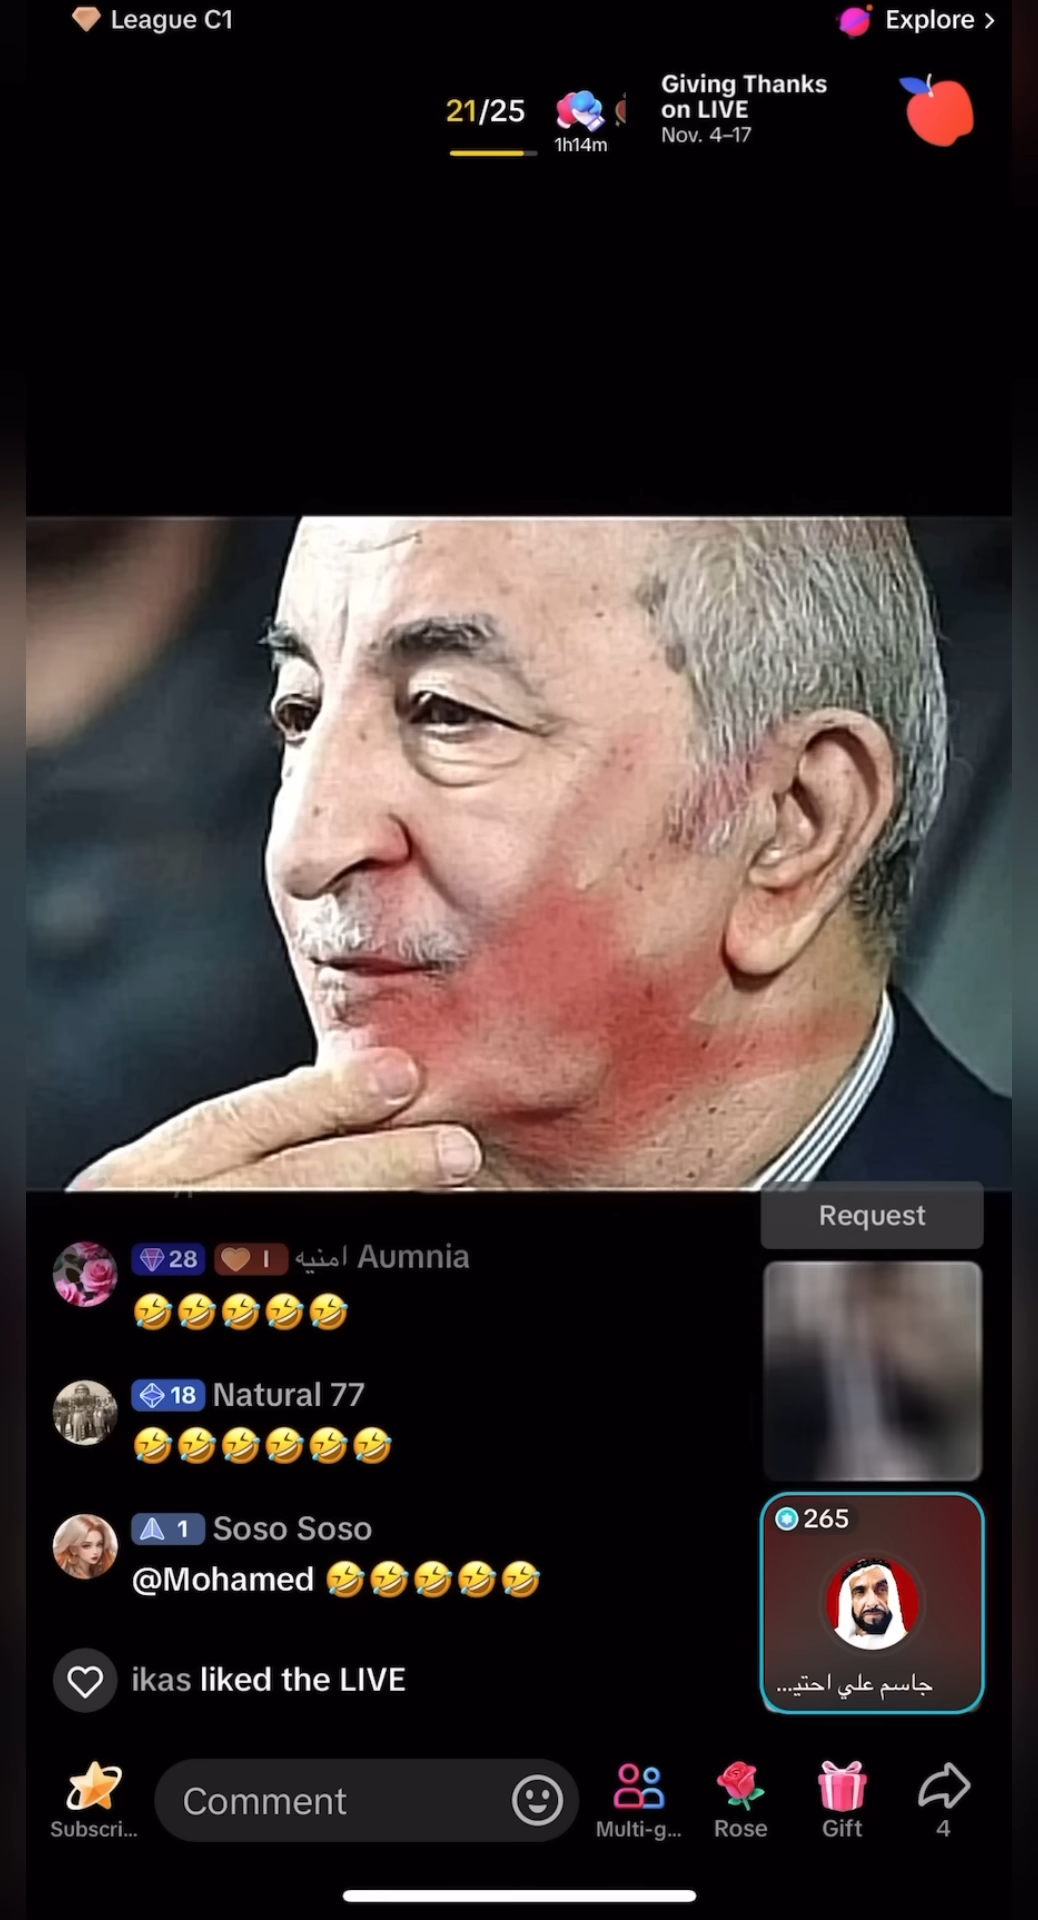 League C1
Explore >
21/25
1h14m
Giving Thanks
on LIVE
Nov. 4–17
Request
28 I امنيه Aumnia
🤣🤣🤣🤣🤣
18 Natural 77
🤣🤣🤣🤣🤣🤣
1 Soso Soso
@Mohamed 🤣🤣🤣🤣🤣
ikas liked the LIVE
265
جاسم علي احتيـ...
Comment
Subscri...
Multi-g...
Rose
Gift
4